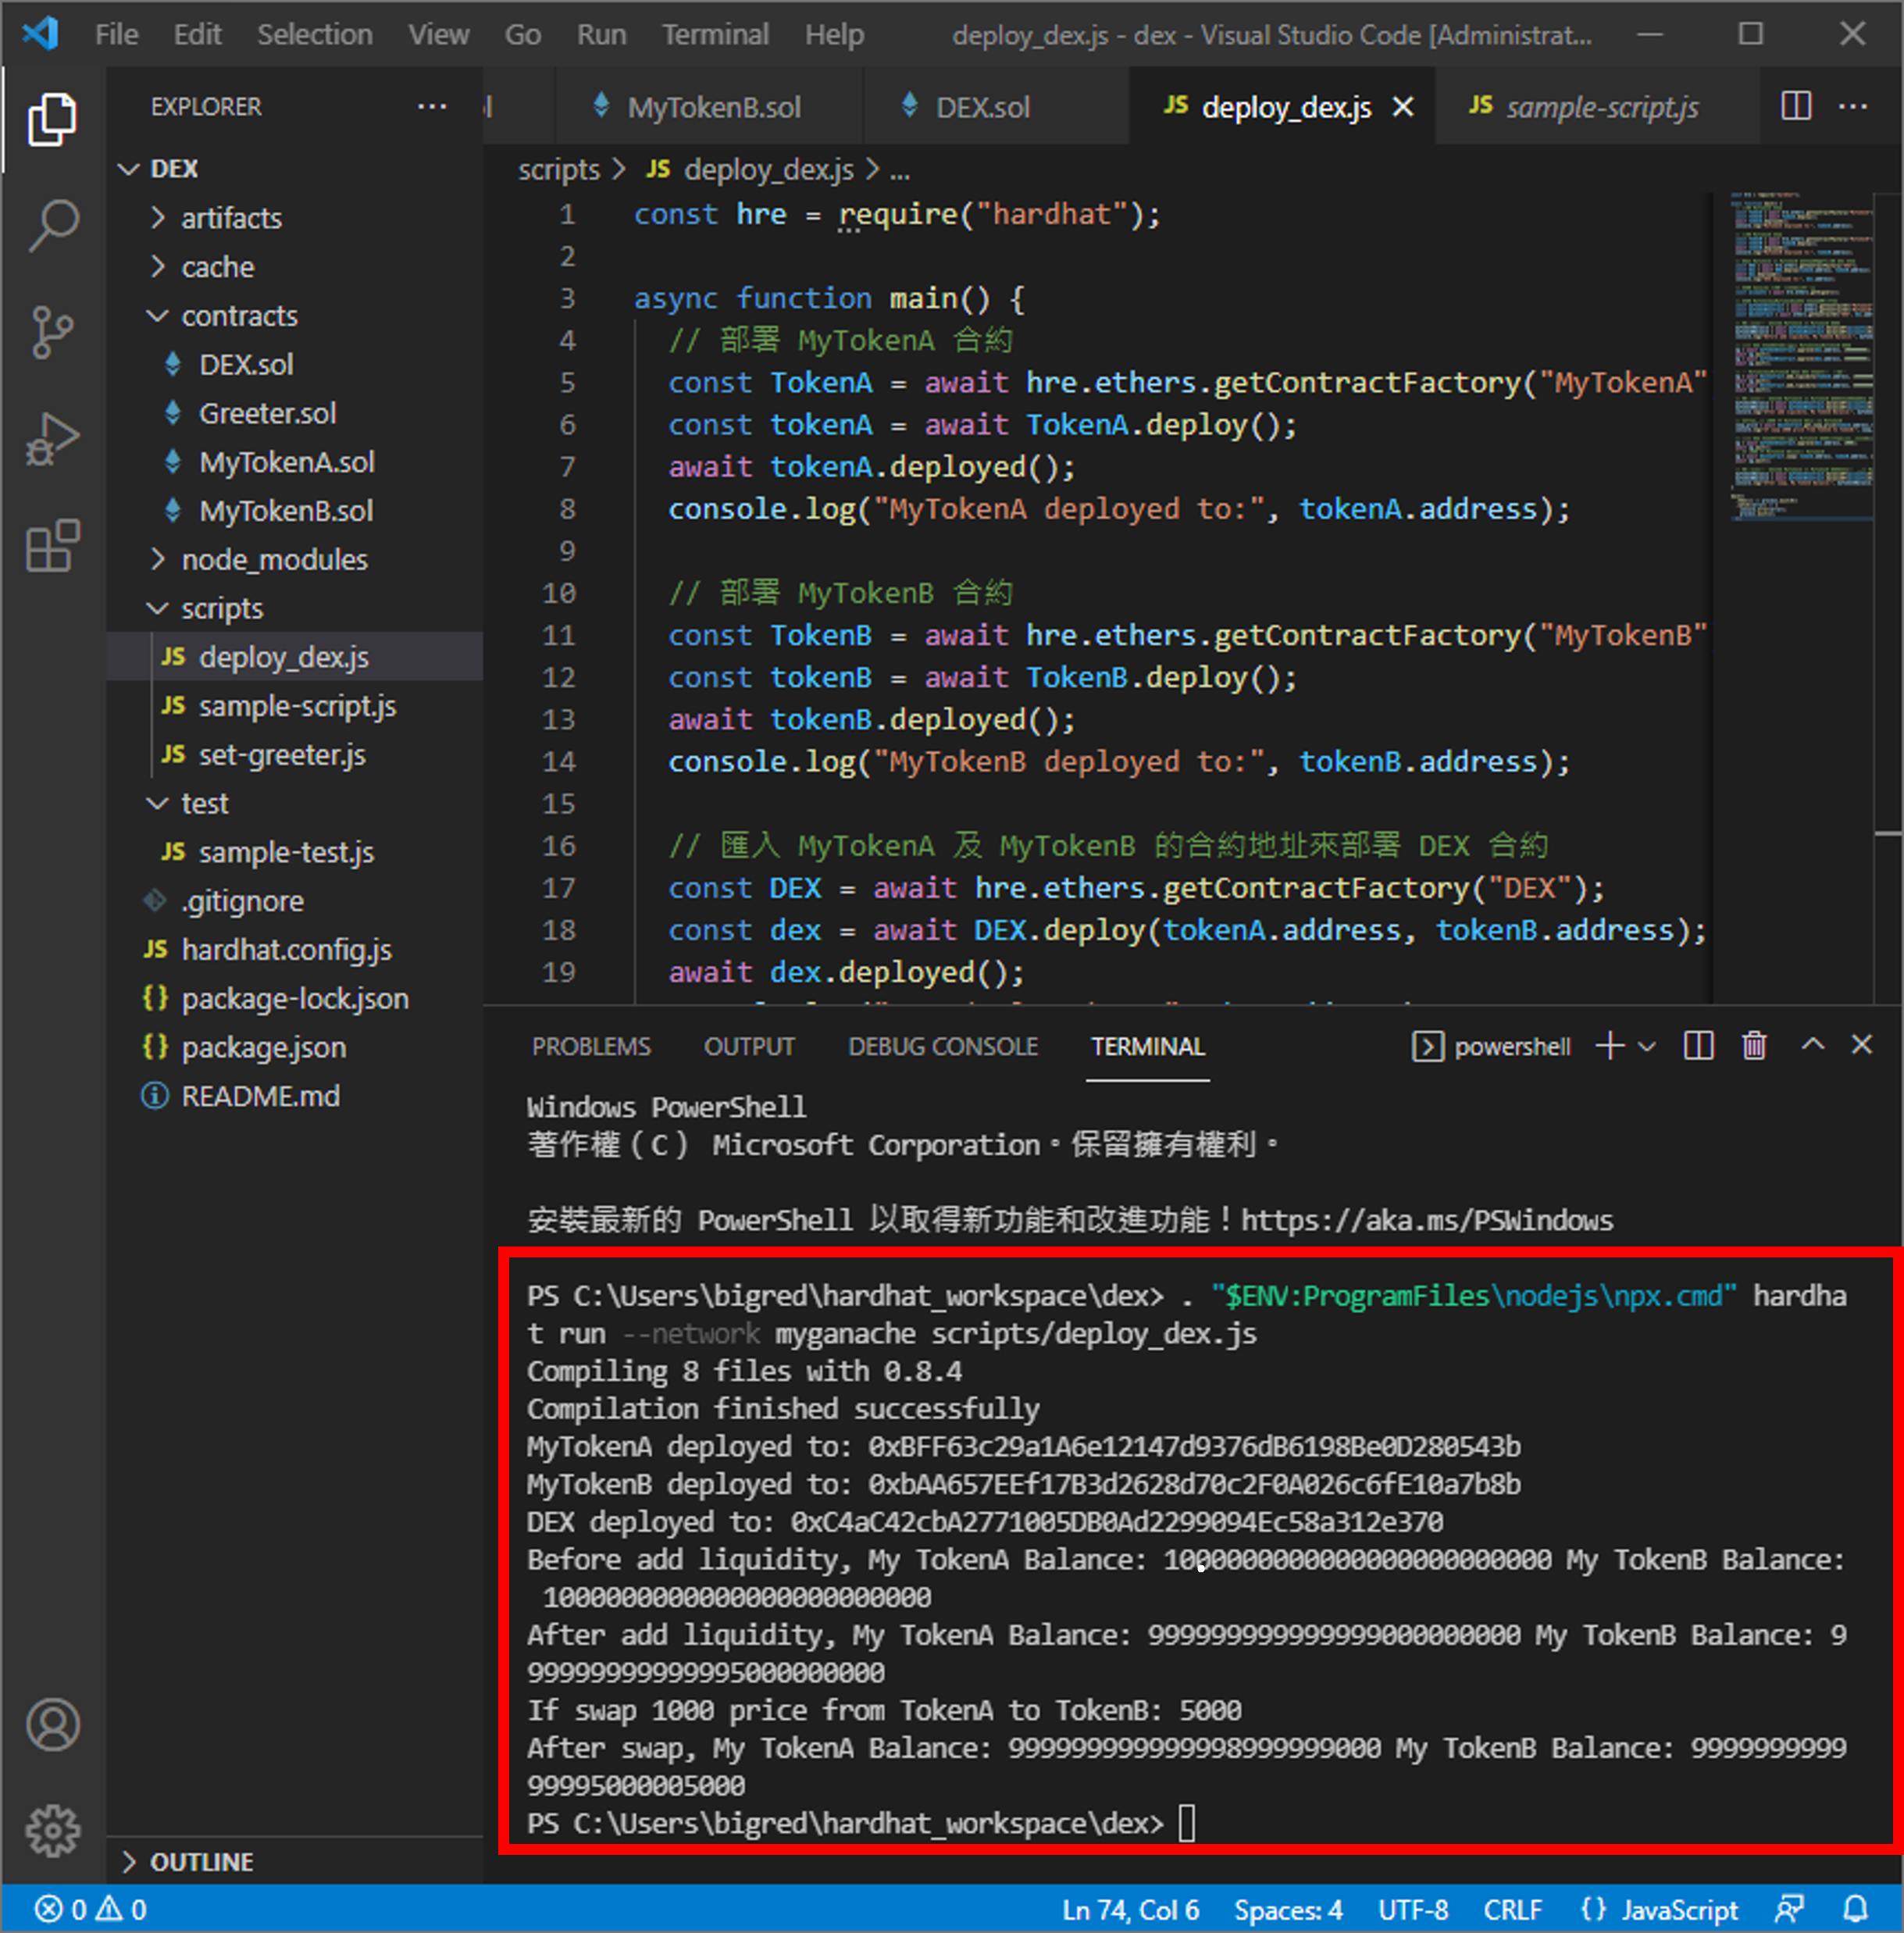 File Edit Selection View Go Run Terminal Help deploy_dex.js - dex - Visual Studio Code [Administrat...
EXPLORER
DEX
artifacts
cache
contracts
DEX.sol
Greeter.sol
MyTokenA.sol
MyTokenB.sol
node_modules
scripts
JS deploy_dex.js
JS sample-script.js
JS set-greeter.js
test
JS sample-test.js
.gitignore
JS hardhat.config.js
{} package-lock.json
{} package.json
README.md
OUTLINE
MyTokenB.sol DEX.sol JS deploy_dex.js JS sample-script.js
scripts > JS deploy_dex.js > ...
1 const hre = require("hardhat");
2
3 async function main() {
4 // 部署 MyTokenA 合約
5 const TokenA = await hre.ethers.getContractFactory("MyTokenA"
6 const tokenA = await TokenA.deploy();
7 await tokenA.deployed();
8 console.log("MyTokenA deployed to:", tokenA.address);
9
10 // 部署 MyTokenB 合約
11 const TokenB = await hre.ethers.getContractFactory("MyTokenB"
12 const tokenB = await TokenB.deploy();
13 await tokenB.deployed();
14 console.log("MyTokenB deployed to:", tokenB.address);
15
16 // 匯入 MyTokenA 及 MyTokenB 的合約地址來部署 DEX 合約
17 const DEX = await hre.ethers.getContractFactory("DEX");
18 const dex = await DEX.deploy(tokenA.address, tokenB.address);
19 await dex.deployed();
PROBLEMS OUTPUT DEBUG CONSOLE TERMINAL powershell
Windows PowerShell
著作權（C） Microsoft Corporation。保留擁有權利。
安裝最新的 PowerShell 以取得新功能和改進功能！https://aka.ms/PSWindows
PS C:\Users\bigred\hardhat_workspace\dex> . "$ENV:ProgramFiles\nodejs\npx.cmd" hardha
t run --network myganache scripts/deploy_dex.js
Compiling 8 files with 0.8.4
Compilation finished successfully
MyTokenA deployed to: 0xBFF63c29a1A6e12147d9376dB6198Be0D280543b
MyTokenB deployed to: 0xbAA657EEf17B3d2628d70c2F0A026c6fE10a7b8b
DEX deployed to: 0xC4aC42cbA2771005DB0Ad2299094Ec58a312e370
Before add liquidity, My TokenA Balance: 1000000000000000000000000 My TokenB Balance:
1000000000000000000000000
After add liquidity, My TokenA Balance: 999999999999999000000000 My TokenB Balance: 9
99999999999995000000000
If swap 1000 price from TokenA to TokenB: 5000
After swap, My TokenA Balance: 999999999999998999999000 My TokenB Balance: 9999999999
99995000005000
PS C:\Users\bigred\hardhat_workspace\dex>
0 0 Ln 74, Col 6 Spaces: 4 UTF-8 CRLF {} JavaScript